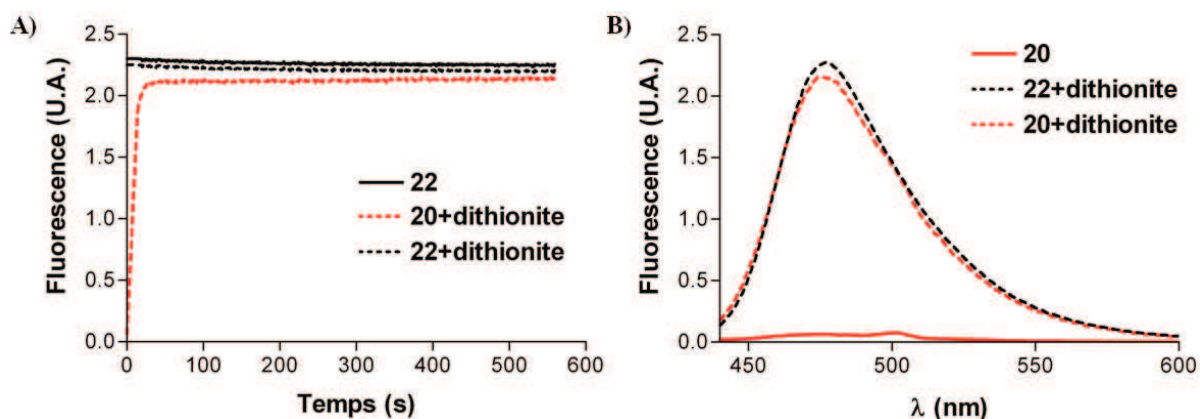 A)
Fluorescence (U.A.)
2.5
2.0
1.5
1.0
0.5
0.0
22
20+dithionite
22+dithionite
0 100 200 300 400 500 600
Temps (s)
B)
Fluorescence (U.A.)
2.5
2.0
1.5
1.0
0.5
0.0
20
22+dithionite
20+dithionite
450 500 550 600
λ (nm)